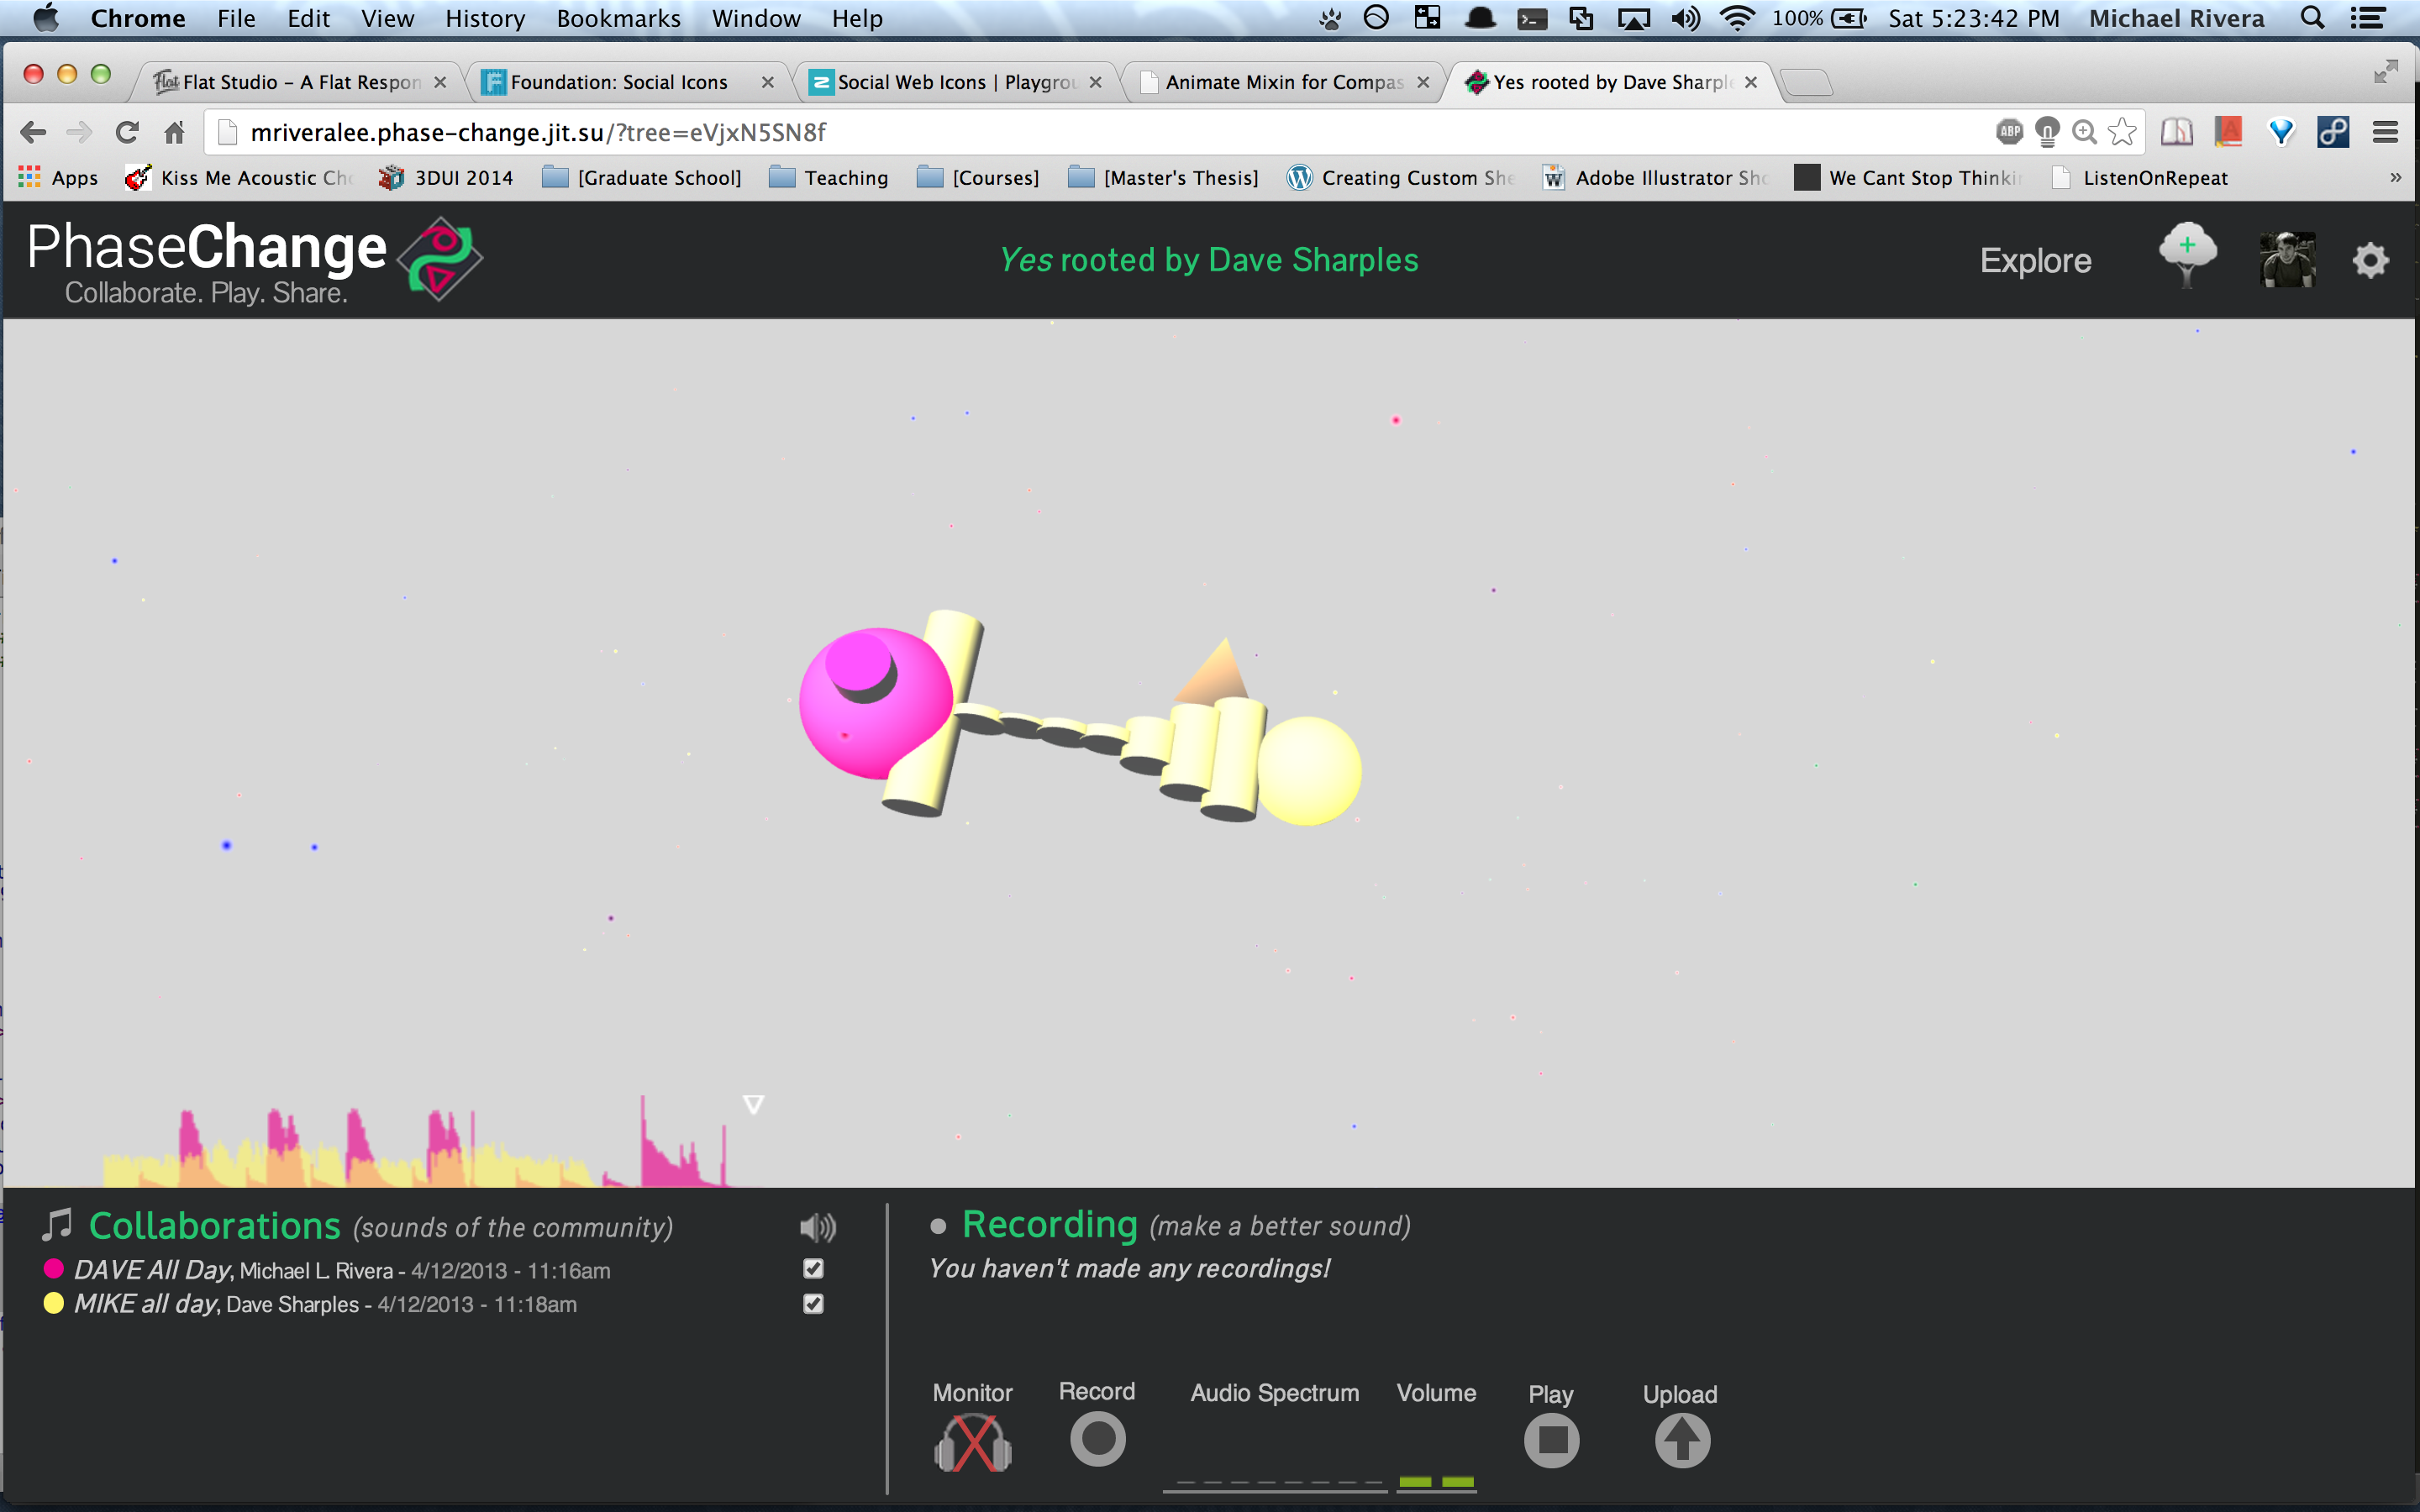 Chrome File Edit View History Bookmarks Window Help 100% Sat 5:23:42 PM Michael Rivera
Flat Studio – A Flat Respon Foundation: Social Icons Social Web Icons | Playgrou Animate Mixin for Compas Yes rooted by Dave Sharple
mriveralee.phase-change.jit.su/?tree=eVjxN5SN8f ABP
Apps Kiss Me Acoustic Ch 3DUI 2014 [Graduate School] Teaching [Courses] [Master's Thesis] Creating Custom She Adobe Illustrator Sho We Cant Stop Thinki ListenOnRepeat »
PhaseChange
Collaborate. Play. Share.
Yes rooted by Dave Sharples
Explore
Collaborations (sounds of the community)
DAVE All Day, Michael L. Rivera - 4/12/2013 - 11:16am
MIKE all day, Dave Sharples - 4/12/2013 - 11:18am
Recording (make a better sound)
You haven't made any recordings!
Monitor Record Audio Spectrum Volume Play Upload